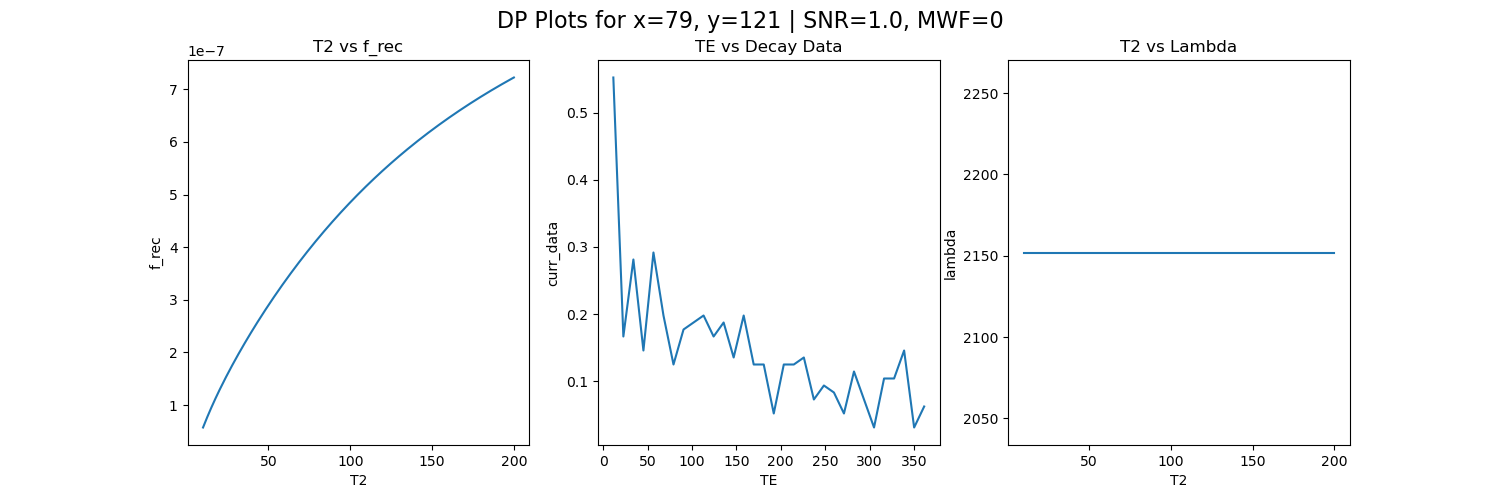 DP Plots for x=79, y=121 | SNR=1.0, MWF=0
T2 vs f_rec
1e−7
7
6
5
4
3
2
1
f_rec
50 100 150 200
T2
TE vs Decay Data
0.5
0.4
0.3
0.2
0.1
curr_data
0 50 100 150 200 250 300 350
TE
T2 vs Lambda
2250
2200
2150
2100
2050
lambda
50 100 150 200
T2